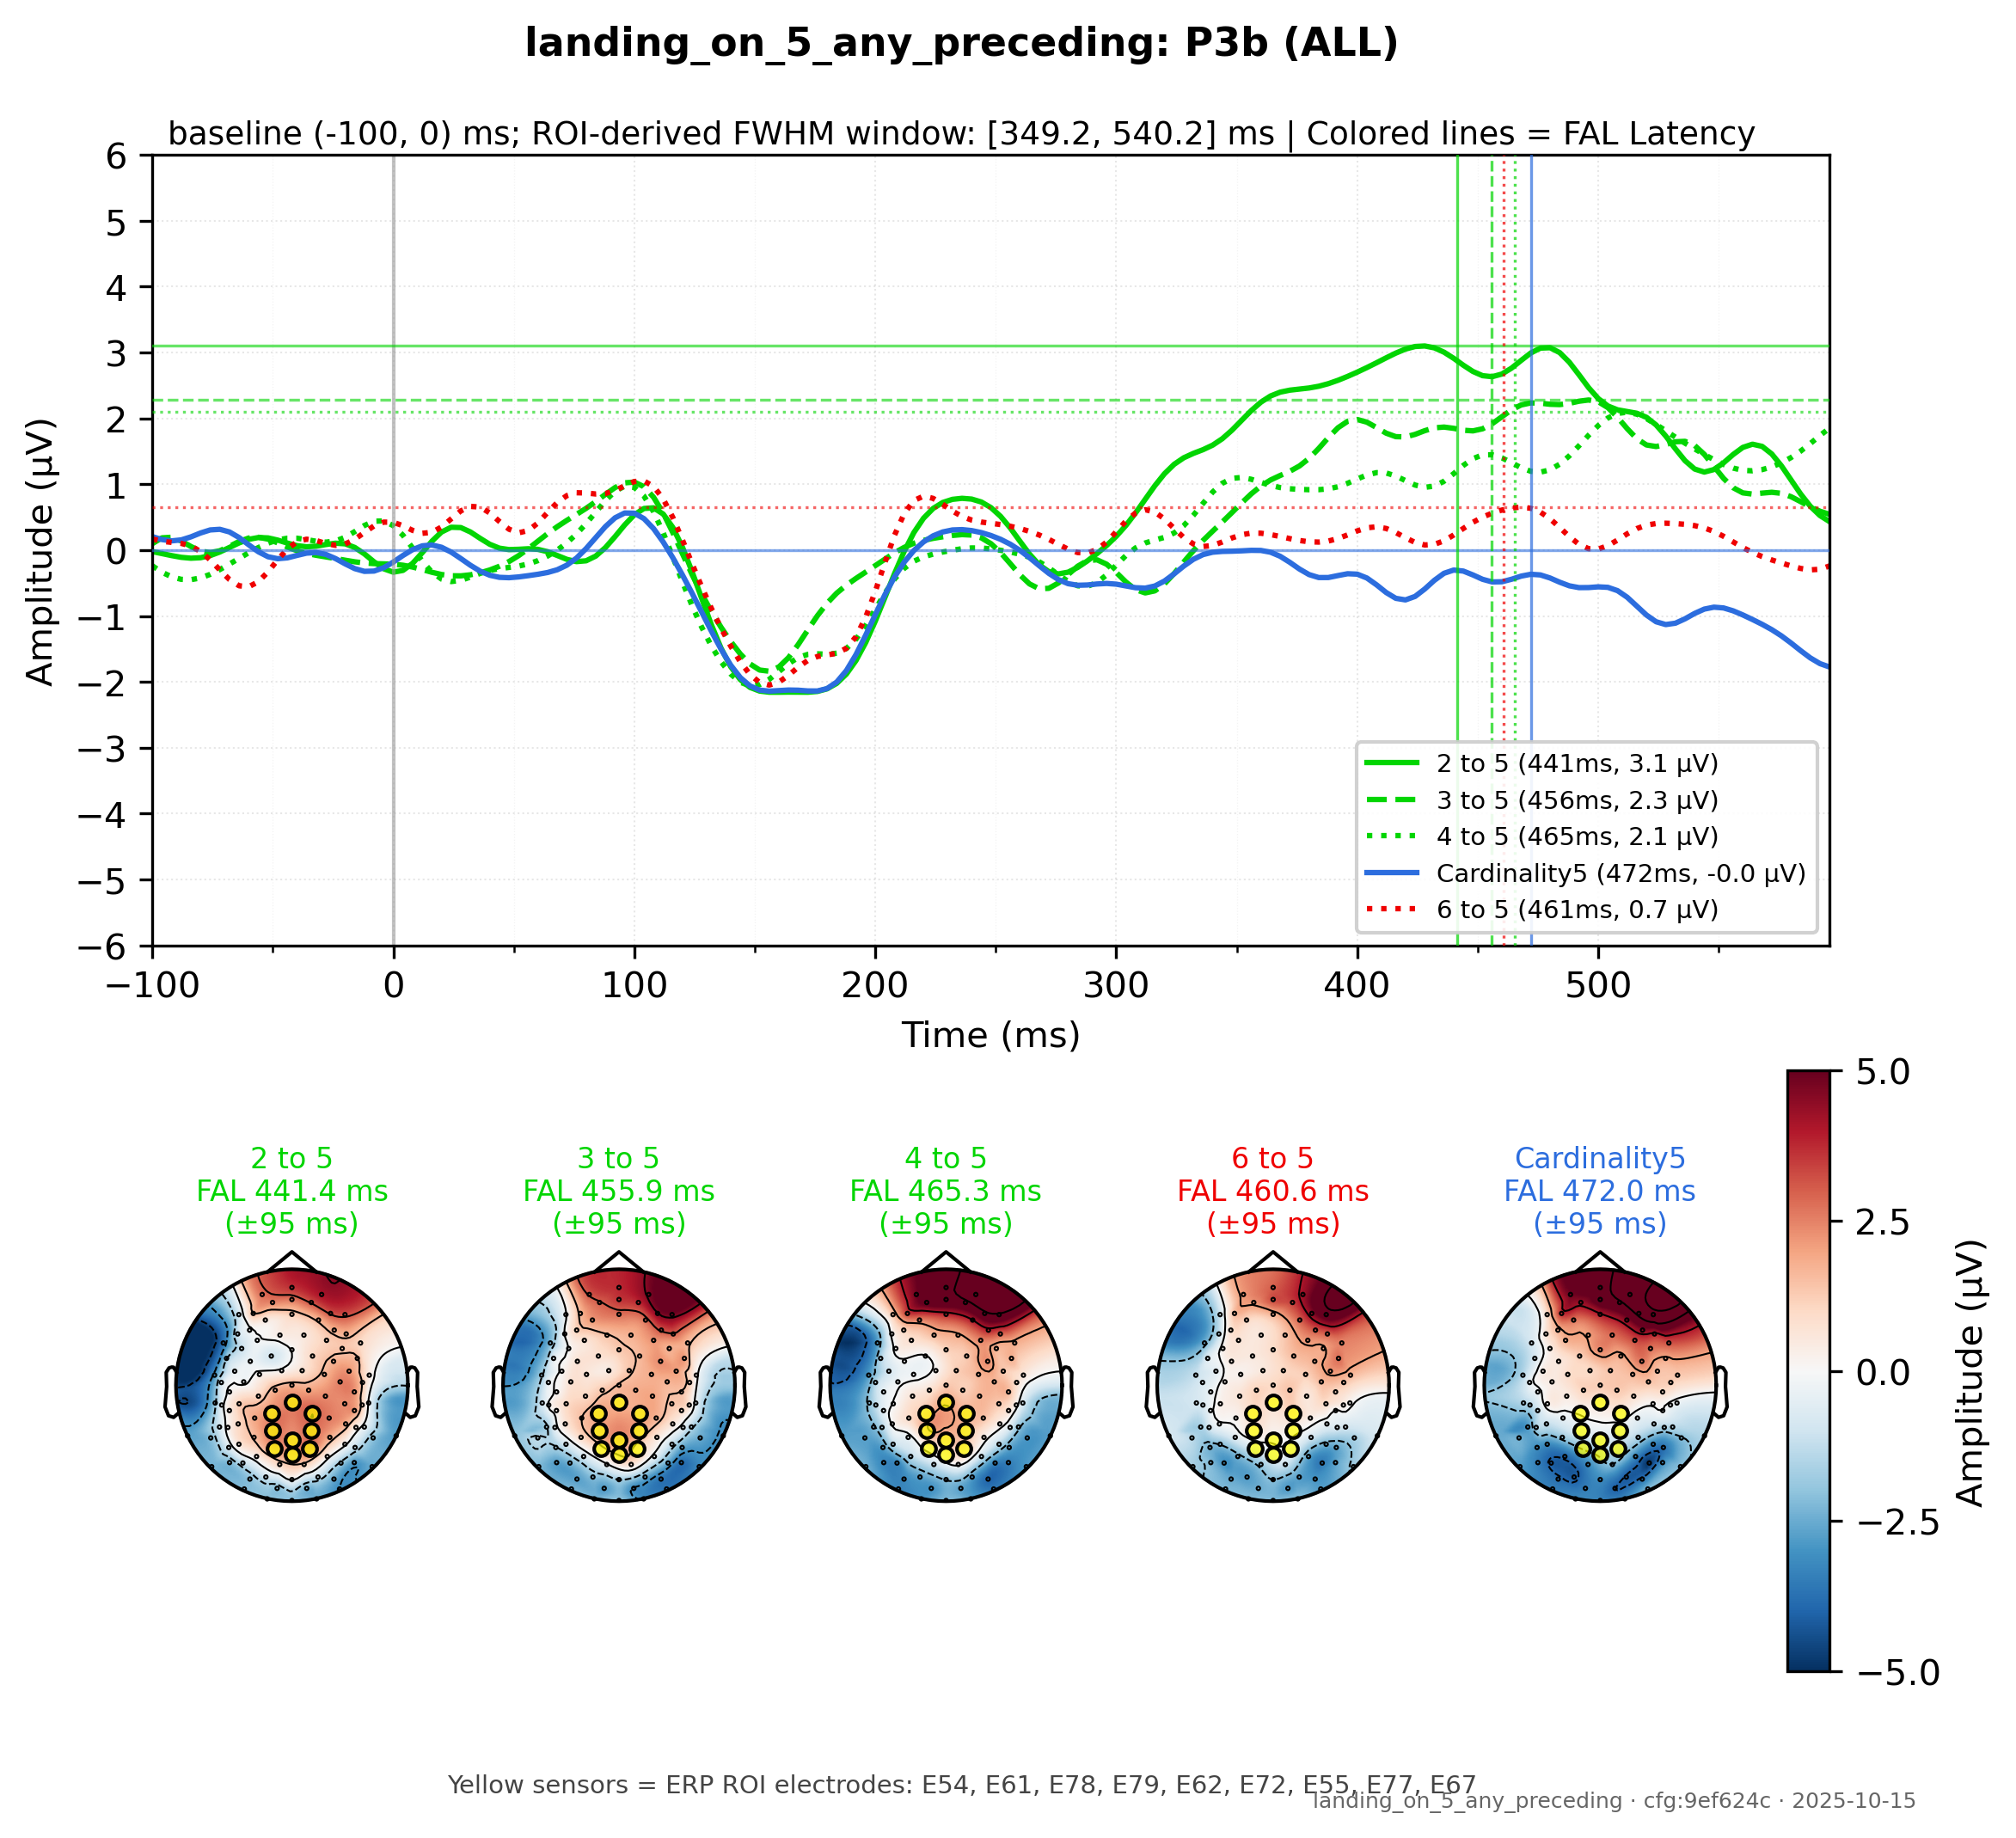 landing_on_5_any_preceding: P3b (ALL)
baseline (-100, 0) ms; ROI-derived FWHM window: [349.2, 540.2] ms | Colored lines = FAL Latency
6
5
4
3
2
1
0
−1
−2
−3
−4
−5
−6
Amplitude (μV)
−100
0
100
200
300
400
500
Time (ms)
2 to 5 (441ms, 3.1 μV)
3 to 5 (456ms, 2.3 μV)
4 to 5 (465ms, 2.1 μV)
Cardinality5 (472ms, -0.0 μV)
6 to 5 (461ms, 0.7 μV)
2 to 5
FAL 441.4 ms
(±95 ms)
3 to 5
FAL 455.9 ms
(±95 ms)
4 to 5
FAL 465.3 ms
(±95 ms)
6 to 5
FAL 460.6 ms
(±95 ms)
Cardinality5
FAL 472.0 ms
(±95 ms)
5.0
2.5
0.0
−2.5
−5.0
Amplitude (μV)
Yellow sensors = ERP ROI electrodes: E54, E61, E78, E79, E62, E72, E55, E77, E67
landing_on_5_any_preceding · cfg:9ef624c · 2025-10-15